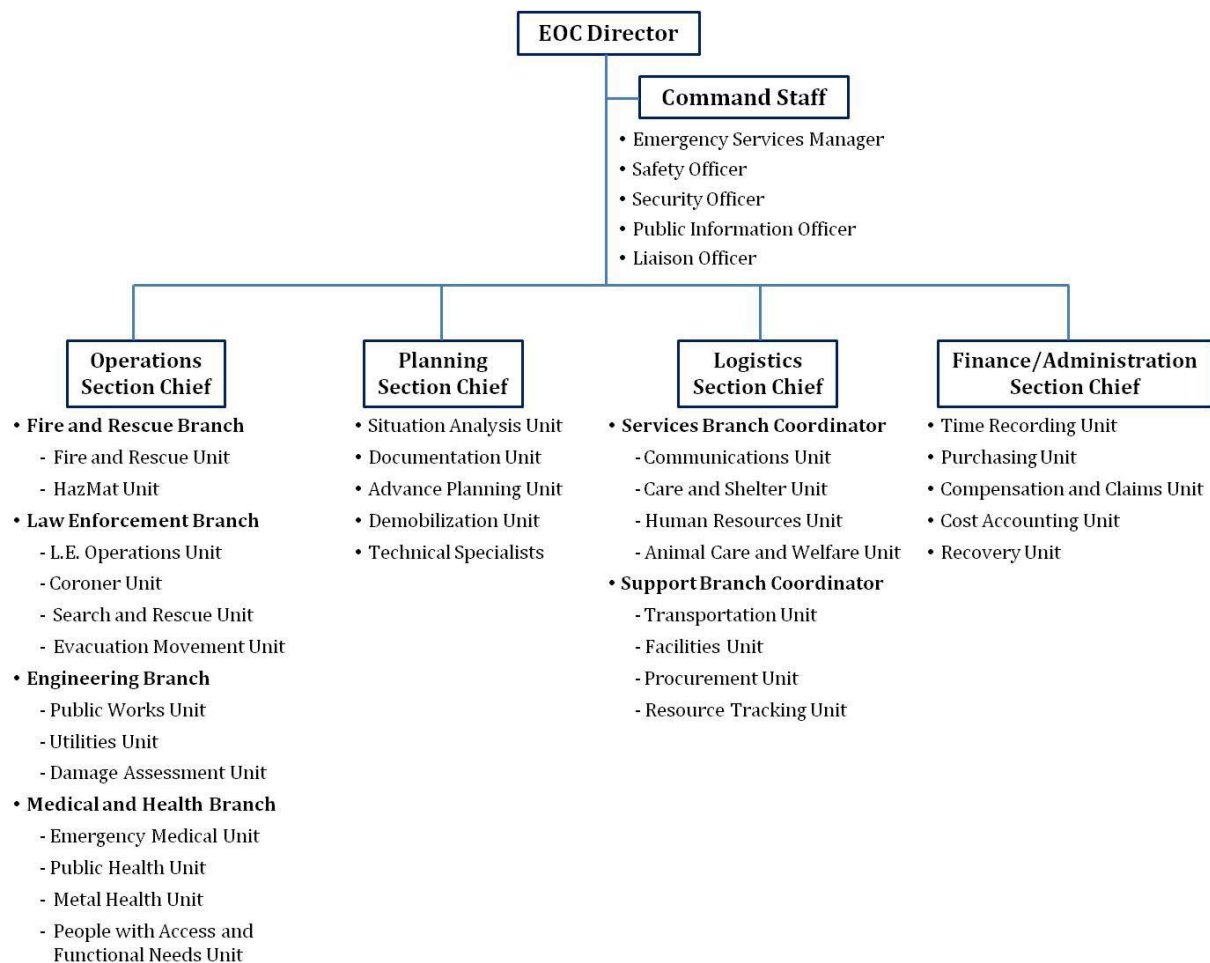 EOC Director
Command Staff
• Emergency Services Manager
• Safety Officer
• Security Officer
• Public Information Officer
• Liaison Officer
Operations
Section Chief
• Fire and Rescue Branch
- Fire and Rescue Unit
- HazMat Unit
• Law Enforcement Branch
- L.E. Operations Unit
- Coroner Unit
- Search and Rescue Unit
- Evacuation Movement Unit
• Engineering Branch
- Public Works Unit
- Utilities Unit
- Damage Assessment Unit
• Medical and Health Branch
- Emergency Medical Unit
- Public Health Unit
- Metal Health Unit
- People with Access and
Functional Needs Unit
Planning
Section Chief
• Situation Analysis Unit
• Documentation Unit
• Advance Planning Unit
• Demobilization Unit
• Technical Specialists
Logistics
Section Chief
• Services Branch Coordinator
- Communications Unit
- Care and Shelter Unit
- Human Resources Unit
- Animal Care and Welfare Unit
• Support Branch Coordinator
- Transportation Unit
- Facilities Unit
- Procurement Unit
- Resource Tracking Unit
Finance/Administration
Section Chief
• Time Recording Unit
• Purchasing Unit
• Compensation and Claims Unit
• Cost Accounting Unit
• Recovery Unit